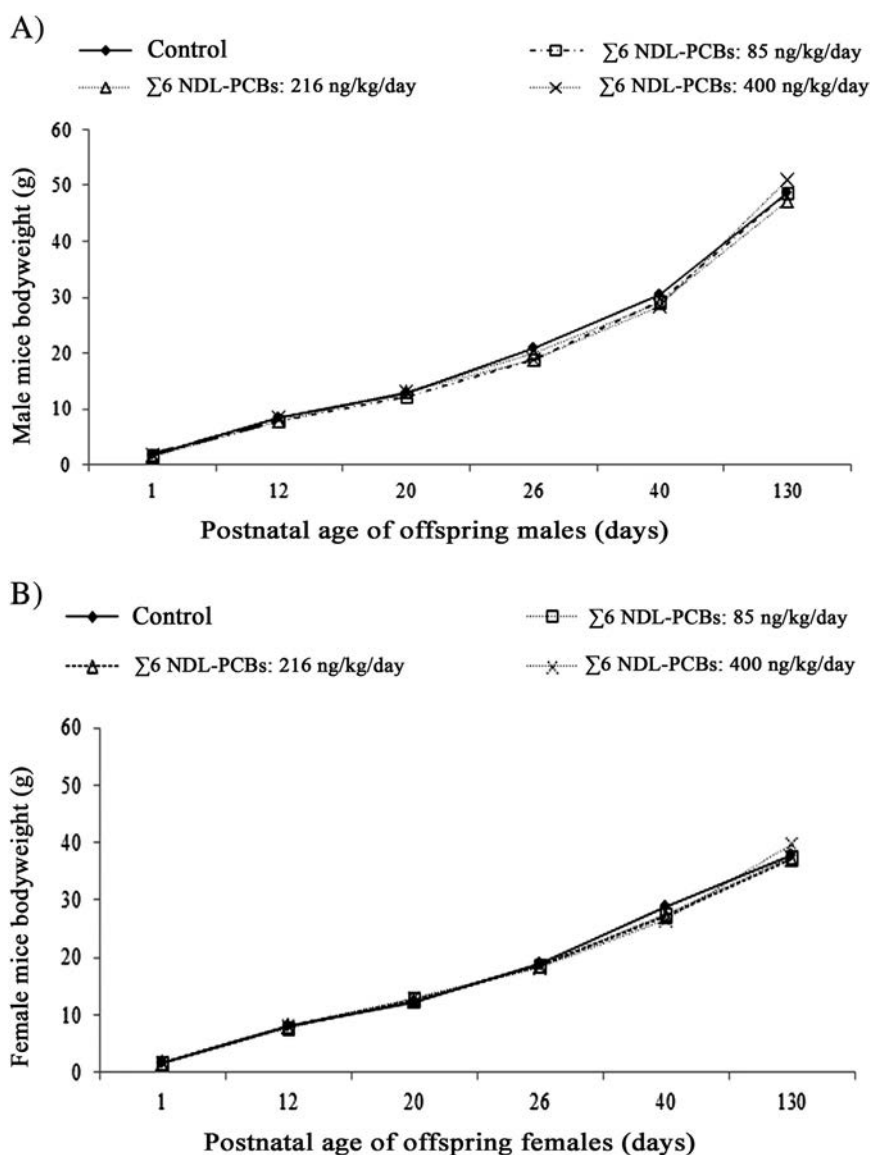 A)
Control
∑6 NDL-PCBs: 85 ng/kg/day
∑6 NDL-PCBs: 216 ng/kg/day
∑6 NDL-PCBs: 400 ng/kg/day
Male mice bodyweight (g)
60
50
40
30
20
10
0
1 12 20 26 40 130
Postnatal age of offspring males (days)
B)
Control
∑6 NDL-PCBs: 85 ng/kg/day
∑6 NDL-PCBs: 216 ng/kg/day
∑6 NDL-PCBs: 400 ng/kg/day
Female mice bodyweight (g)
60
50
40
30
20
10
0
1 12 20 26 40 130
Postnatal age of offspring females (days)